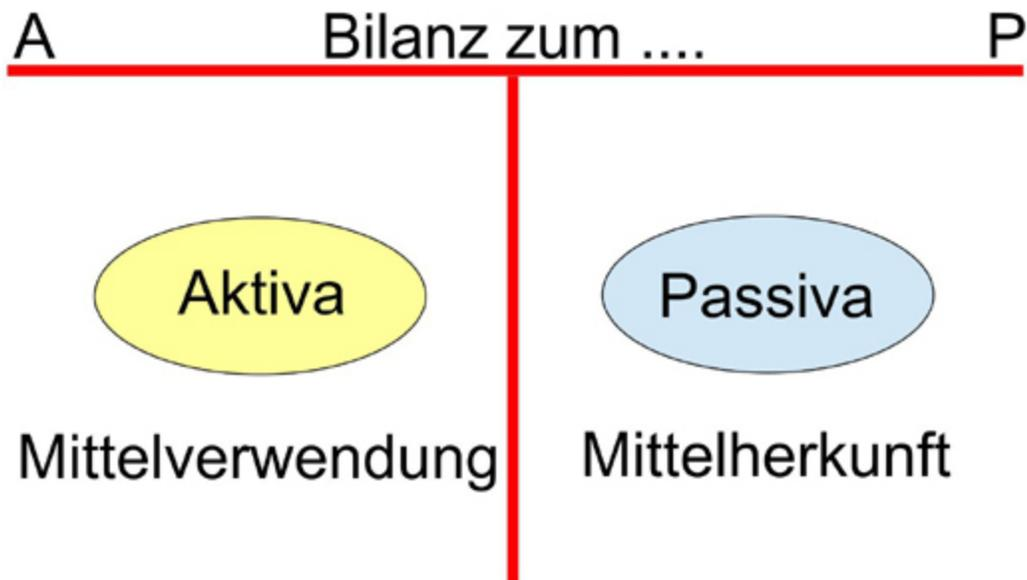 A Bilanz zum .... P
Aktiva Passiva
Mittelverwendung Mittelherkunft